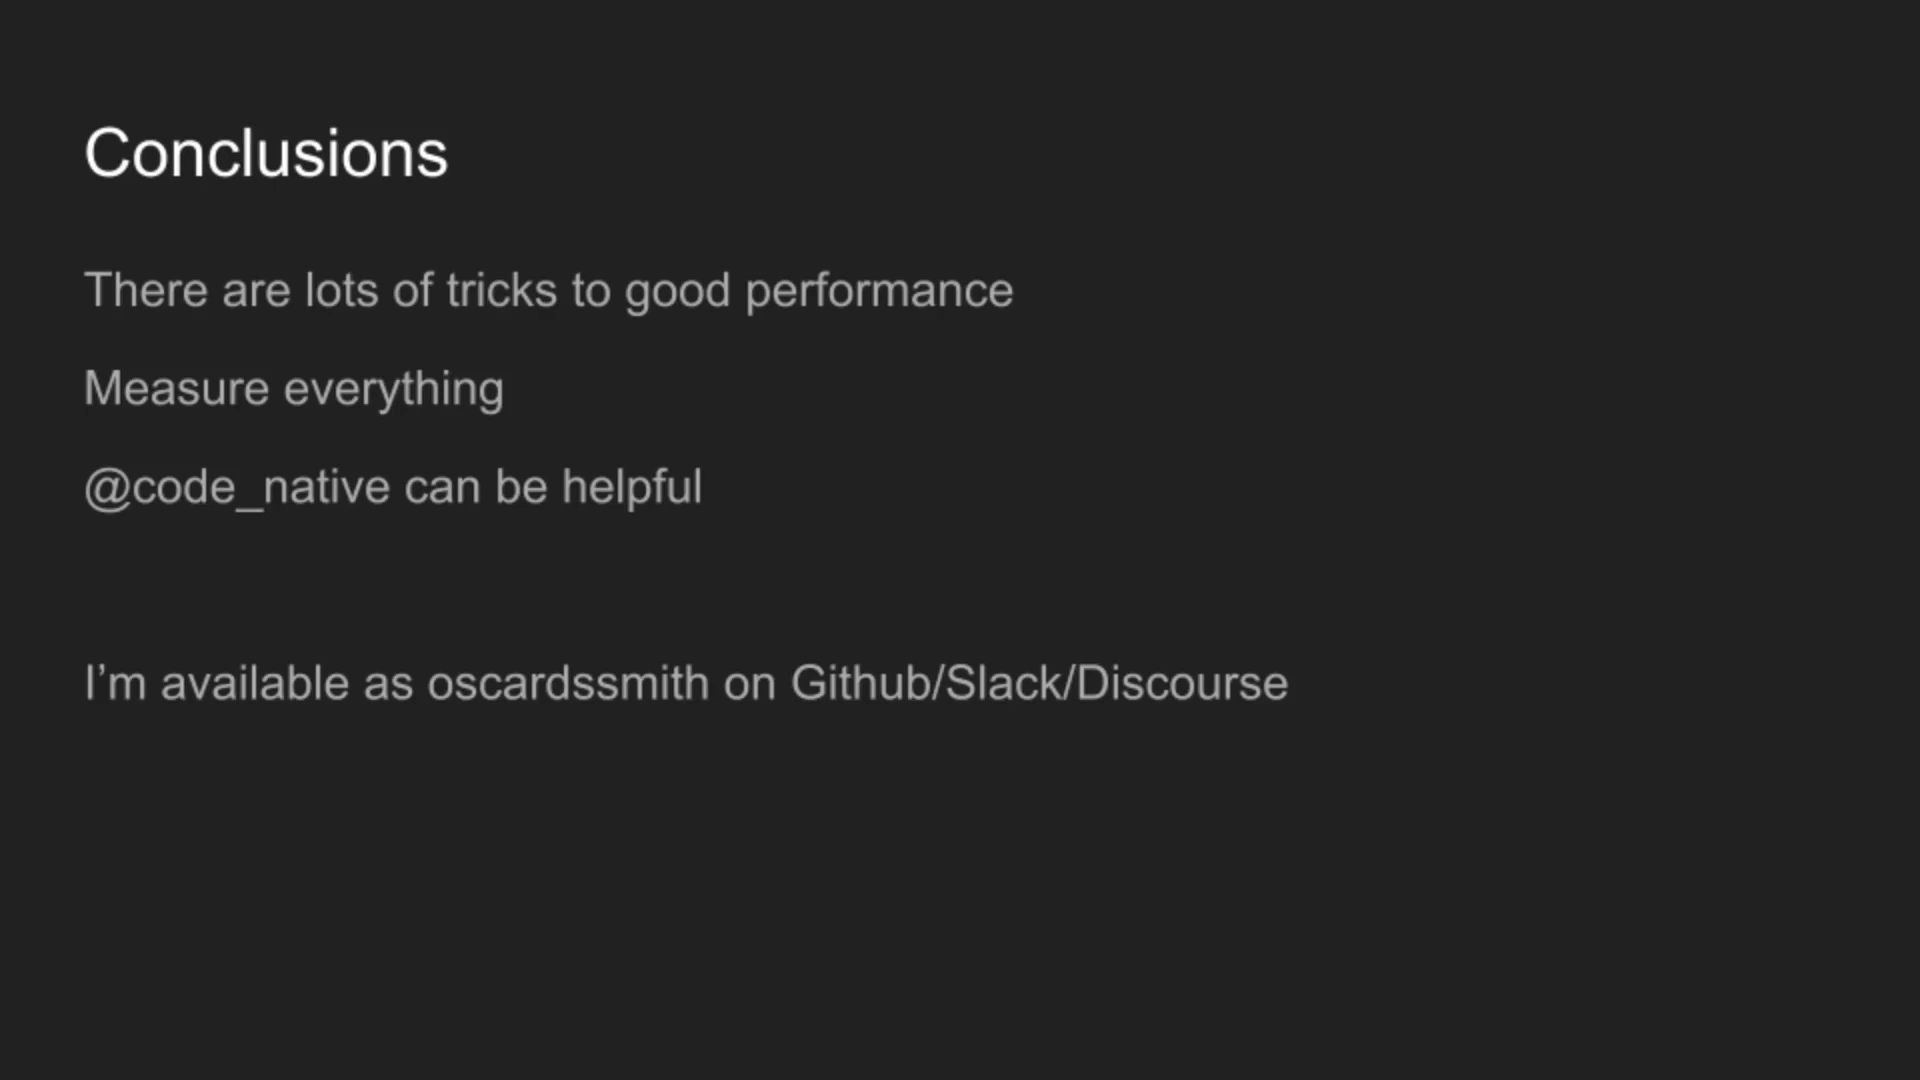 Conclusions
There are lots of tricks to good performance
Measure everything
@code_native can be helpful
I’m available as oscardssmith on Github/Slack/Discourse